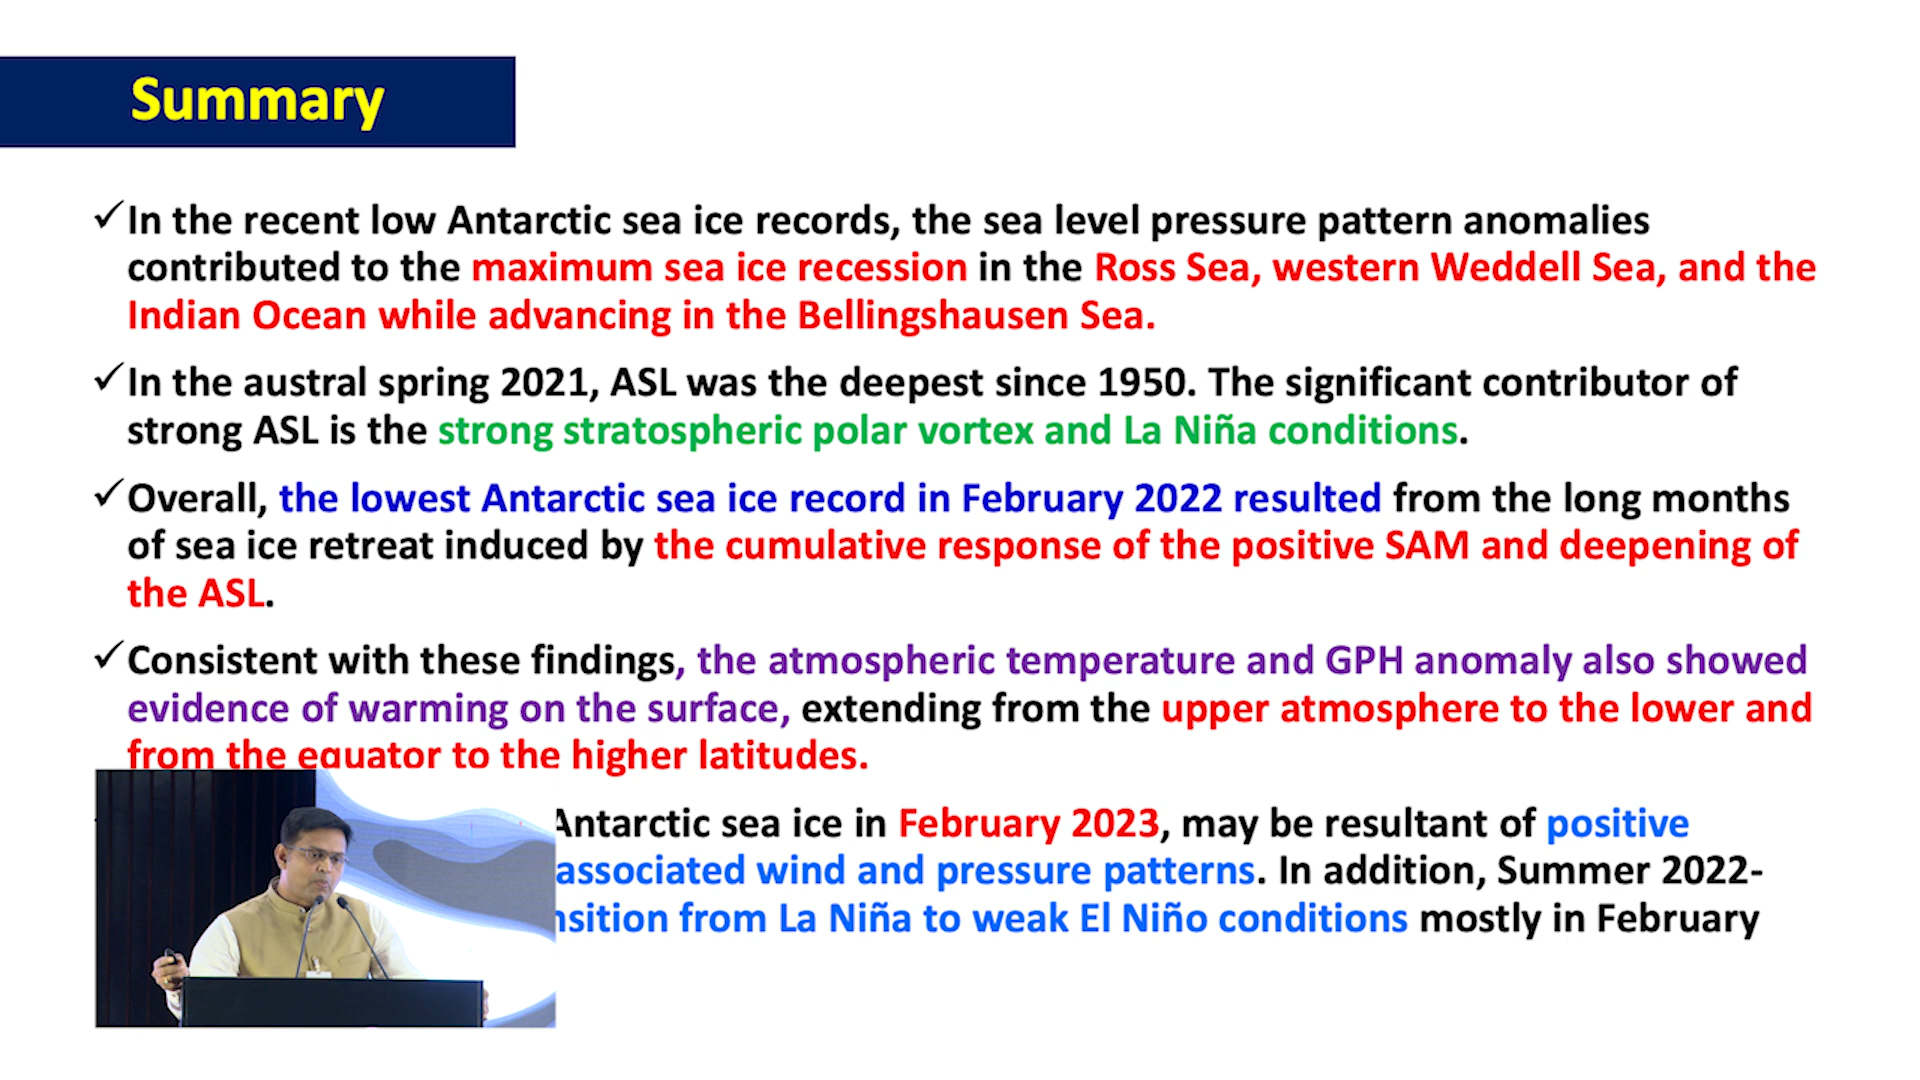 Summary
✓In the recent low Antarctic sea ice records, the sea level pressure pattern anomalies
contributed to the maximum sea ice recession in the Ross Sea, western Weddell Sea, and the
Indian Ocean while advancing in the Bellingshausen Sea.
✓In the austral spring 2021, ASL was the deepest since 1950. The significant contributor of
strong ASL is the strong stratospheric polar vortex and La Niña conditions.
✓Overall, the lowest Antarctic sea ice record in February 2022 resulted from the long months
of sea ice retreat induced by the cumulative response of the positive SAM and deepening of
the ASL.
✓Consistent with these findings, the atmospheric temperature and GPH anomaly also showed
evidence of warming on the surface, extending from the upper atmosphere to the lower and
from the equator to the higher latitudes.
Antarctic sea ice in February 2023, may be resultant of positive
associated wind and pressure patterns. In addition, Summer 2022-
from La Niña to weak El Niño conditions mostly in February